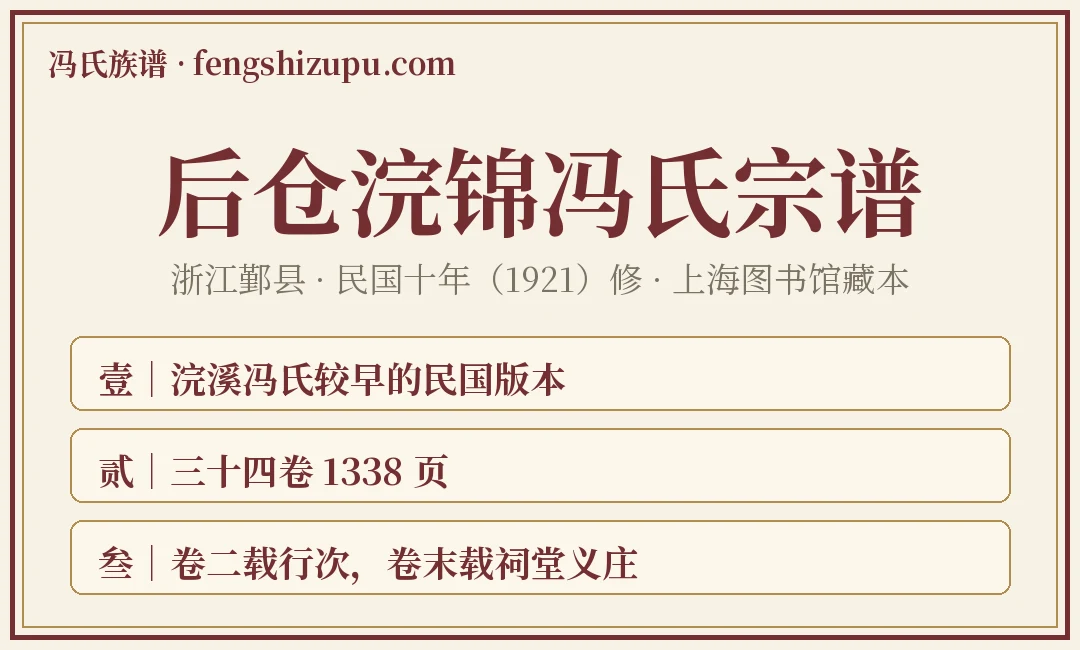 冯氏族谱 · fengshizupu.com
后仓浣锦冯氏宗谱
浙江鄞县 · 民国十年（1921）修 · 上海图书馆藏本
壹｜浣溪冯氏较早的民国版本
贰｜三十四卷 1338 页
叁｜卷二载行次，卷末载祠堂义庄